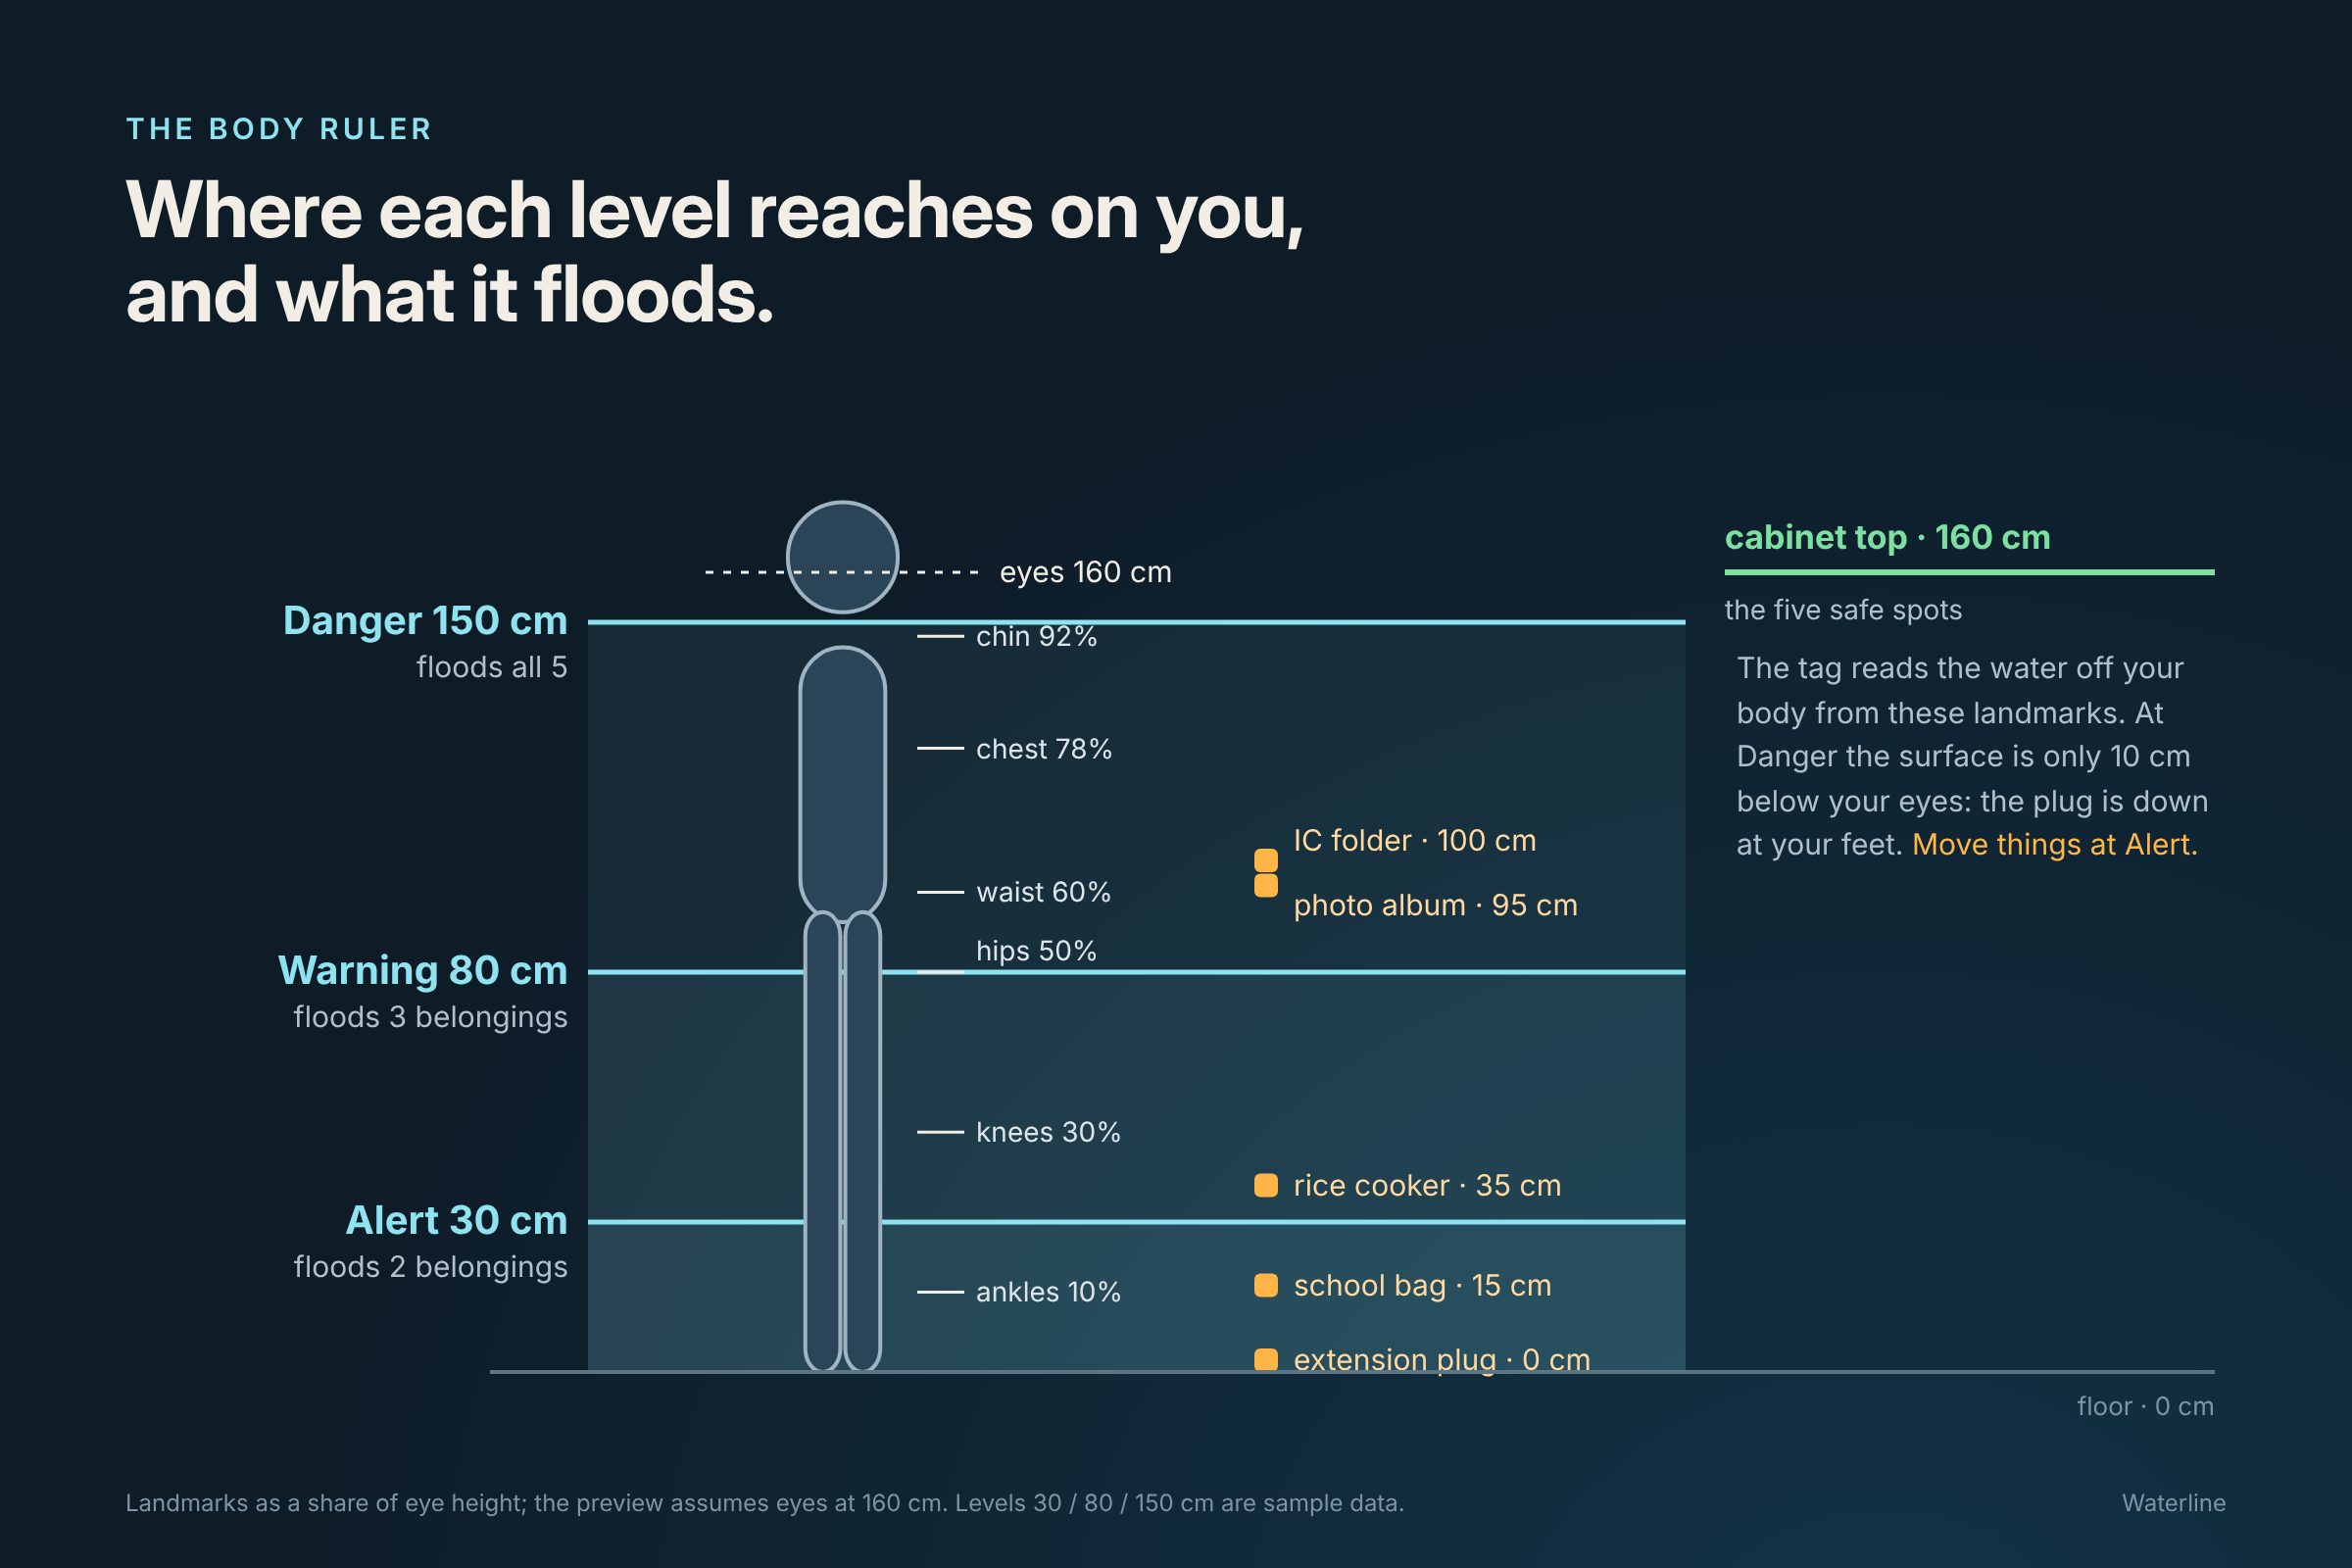 THE BODY RULER
Where each level reaches on you,
and what it floods.
eyes 160 cm
cabinet top · 160 cm
the five safe spots
Danger 150 cm
floods all 5
chin 92%
The tag reads the water off your
body from these landmarks. At
Danger the surface is only 10 cm
below your eyes: the plug is down
at your feet. Move things at Alert.
chest 78%
IC folder · 100 cm
waist 60%
photo album · 95 cm
hips 50%
Warning 80 cm
floods 3 belongings
knees 30%
rice cooker · 35 cm
Alert 30 cm
floods 2 belongings
school bag · 15 cm
ankles 10%
extension plug · 0 cm
floor · 0 cm
Landmarks as a share of eye height; the preview assumes eyes at 160 cm. Levels 30 / 80 / 150 cm are sample data.
Waterline